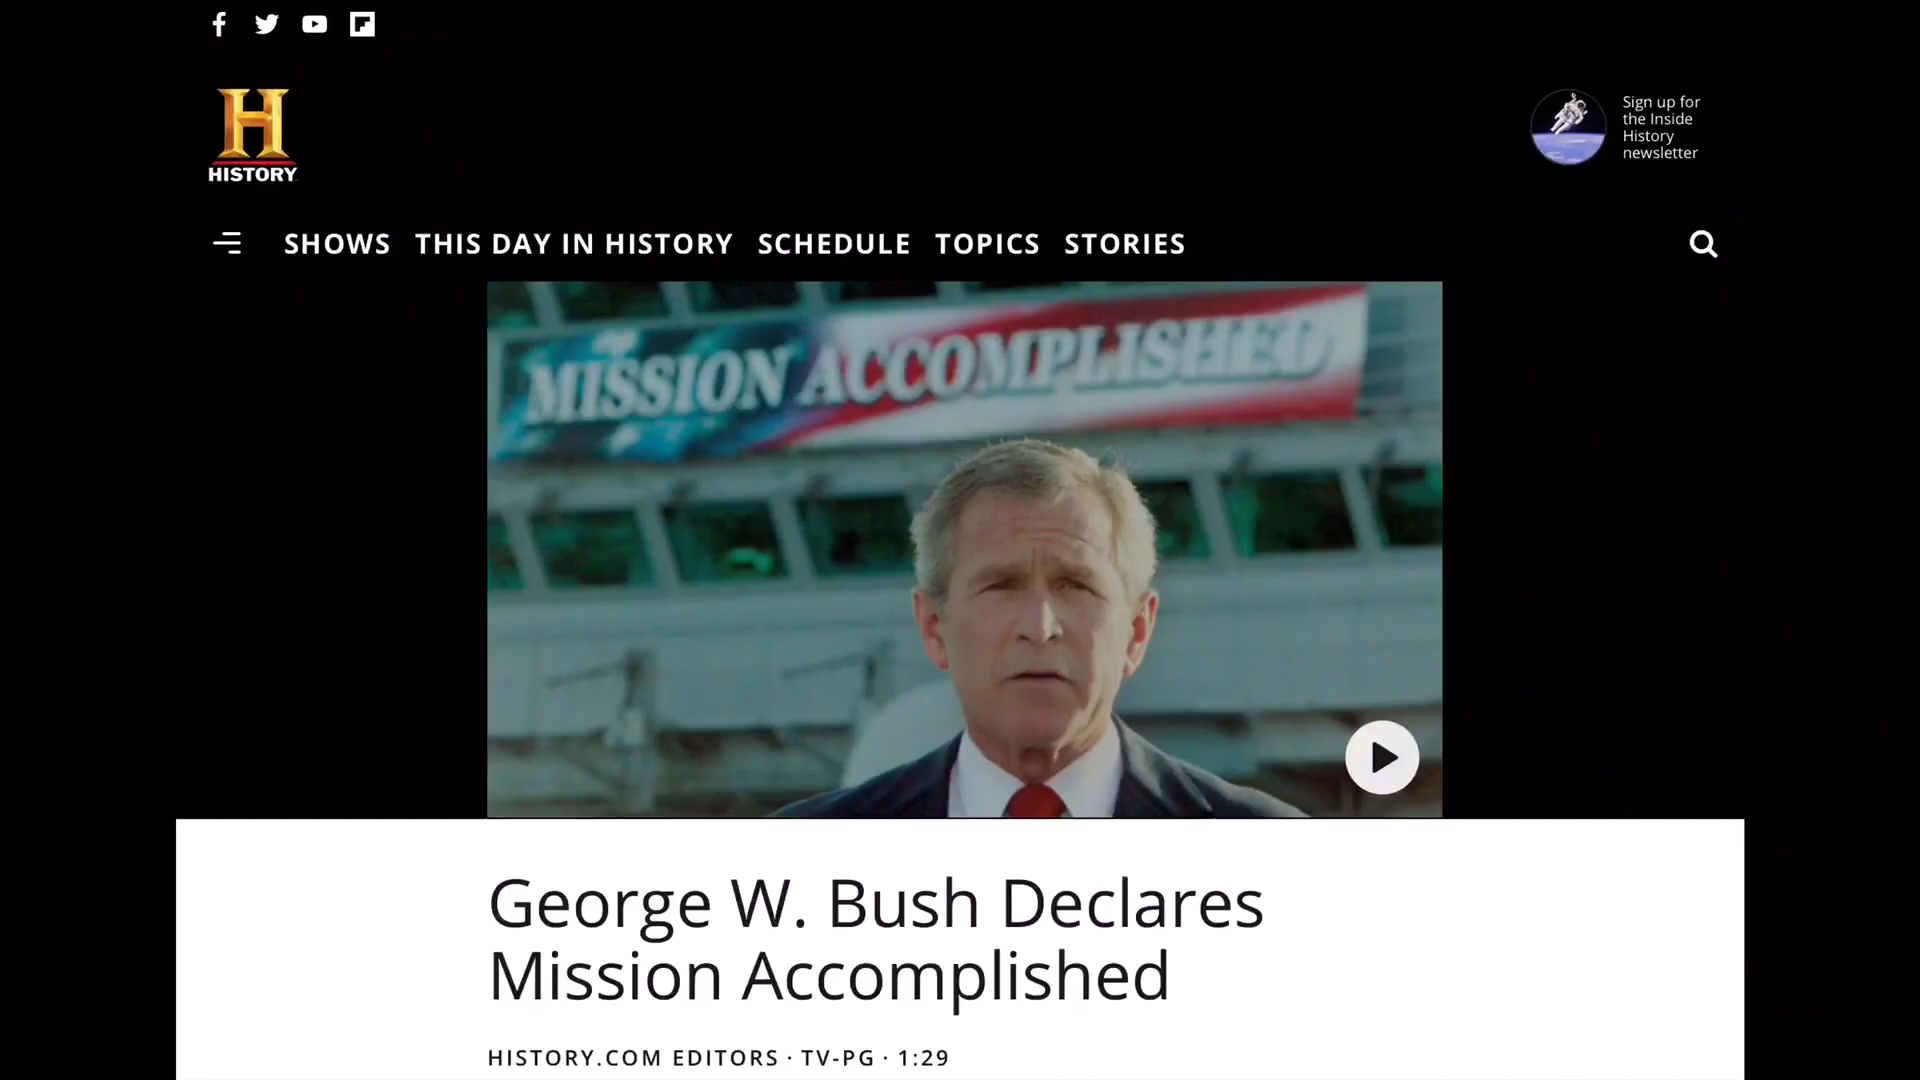 H
HISTORY
Sign up for
the Inside
History
newsletter
SHOWS THIS DAY IN HISTORY SCHEDULE TOPICS STORIES
MISSION ACCOMPLISHED
George W. Bush Declares
Mission Accomplished
HISTORY.COM EDITORS · TV-PG · 1:29